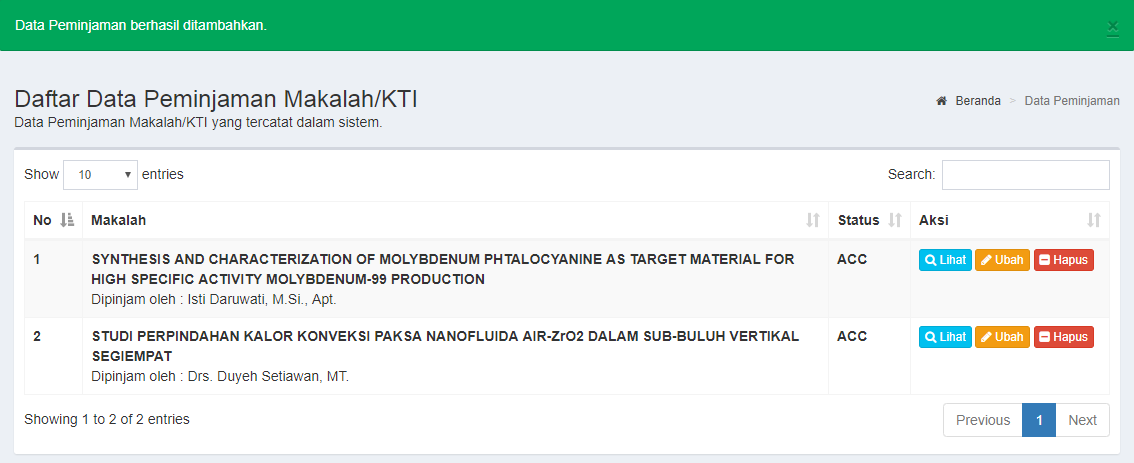 Data Peminjaman berhasil ditambahkan.
×
Daftar Data Peminjaman Makalah/KTI
Data Peminjaman Makalah/KTI yang tercatat dalam sistem.
Beranda > Data Peminjaman
Show 10 entries
Search:
No Makalah Status Aksi
1 SYNTHESIS AND CHARACTERIZATION OF MOLYBDENUM PHTALOCYANINE AS TARGET MATERIAL FOR ACC Lihat Ubah Hapus
HIGH SPECIFIC ACTIVITY MOLYBDENUM-99 PRODUCTION
Dipinjam oleh : Isti Daruwati, M.Si., Apt.
2 STUDI PERPINDAHAN KALOR KONVEKSI PAKSA NANOFLUIDA AIR-ZrO2 DALAM SUB-BULUH VERTIKAL ACC Lihat Ubah Hapus
SEGIEMPAT
Dipinjam oleh : Drs. Duyeh Setiawan, MT.
Showing 1 to 2 of 2 entries
Previous 1 Next